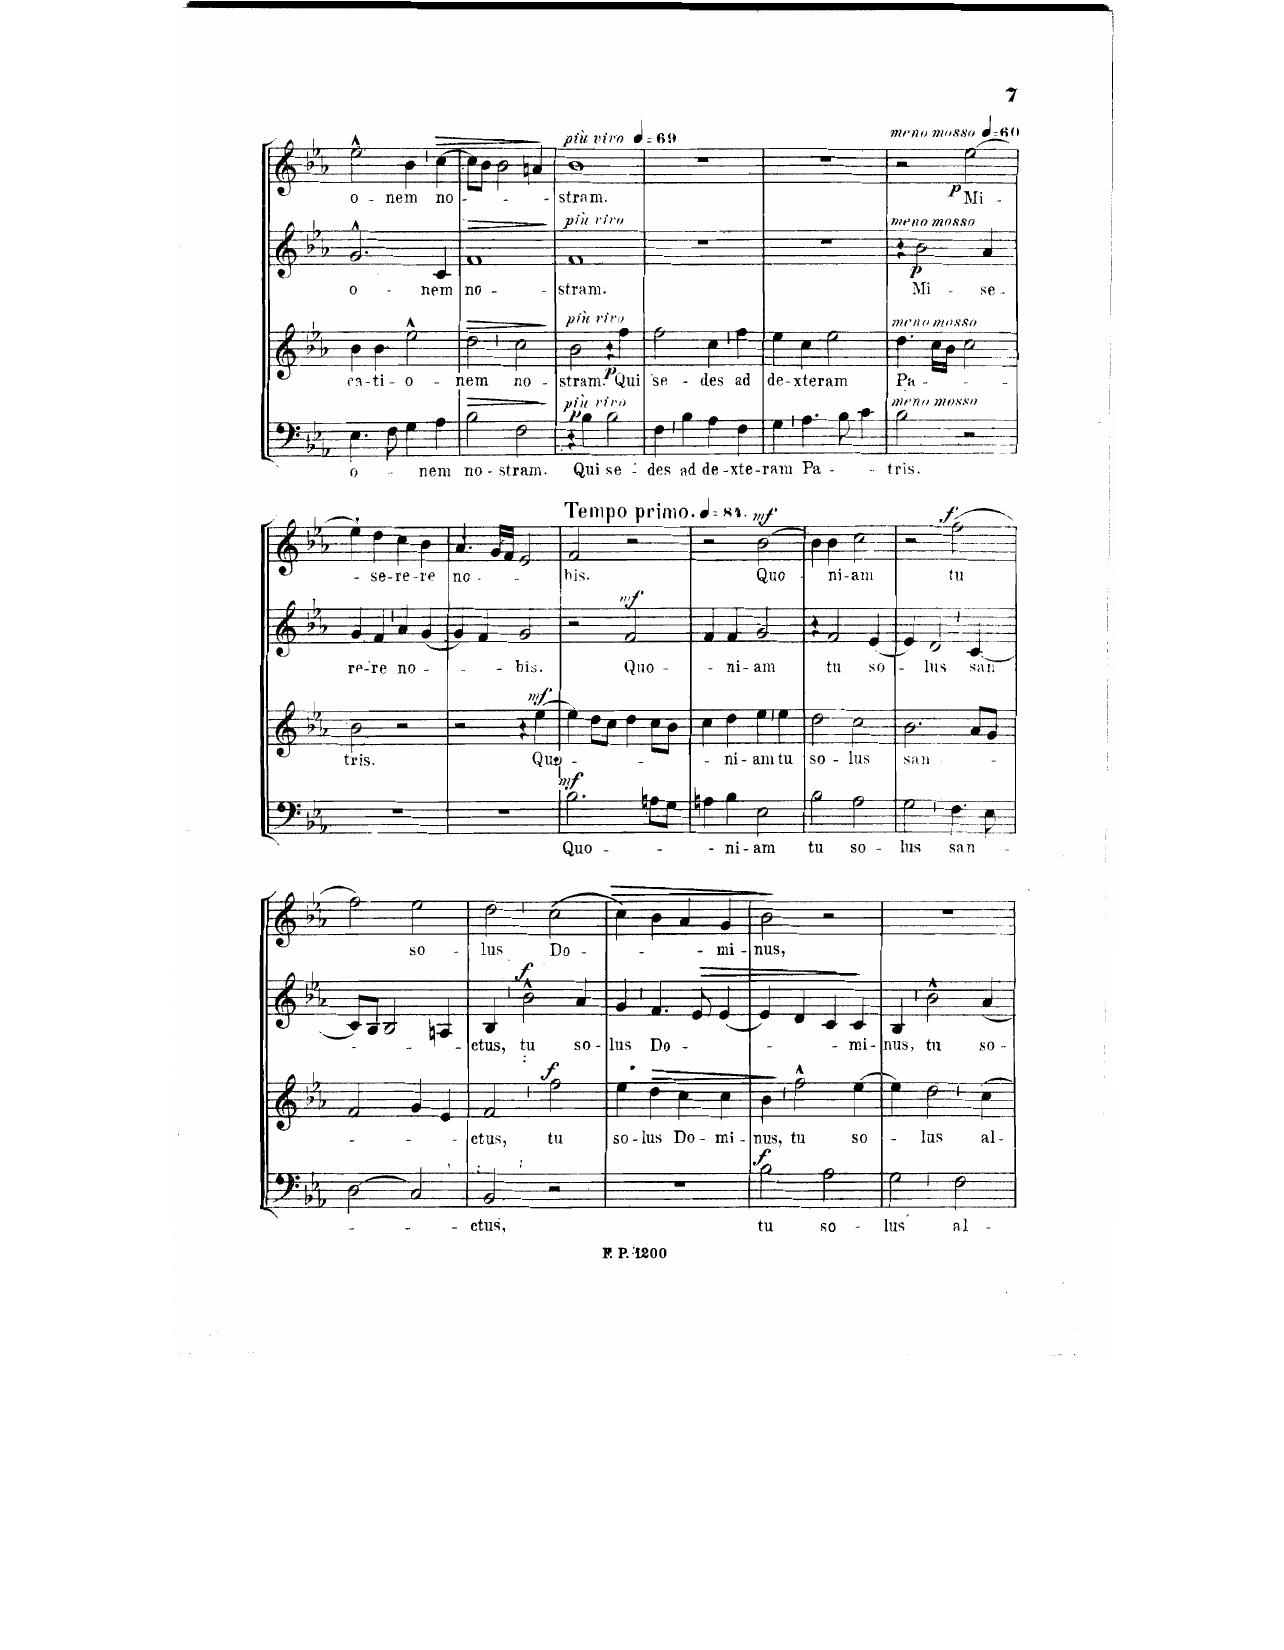 7
più vivo ♩=69 meno mosso ♩=60
p
o - nem no - - - stram. Mi -
più vivo meno mosso
p
o - nem no - - stram. Mi - se -
più vivo meno mosso
p
ca-ti-o - nem no - stram. Qui se - des ad de-xteram Pa - - -
più vivo meno mosso
p
o - nem no - stram. Qui se - des ad de-xte-ram Pa - - tris.
Tempo primo. ♩=84. mf f
- se-re-re no - - bis. Quo - ni-am tu
mf
re-re no - - - bis. Quo - - ni-am tu so - lus san
mf
tris. Quo - - - - ni-am tu so - lus san - -
mf
Quo - - - ni-am tu so - lus san -
so - lus Do - - - mi - nus,
f
- - - ctus, tu so-lus Do - - - - mi-nus, tu so -
f
- - - ctus, tu so-lus Do - mi-nus, tu so - lus al-
f
- - - ctus, tu so - lus al -
F. P. 1200